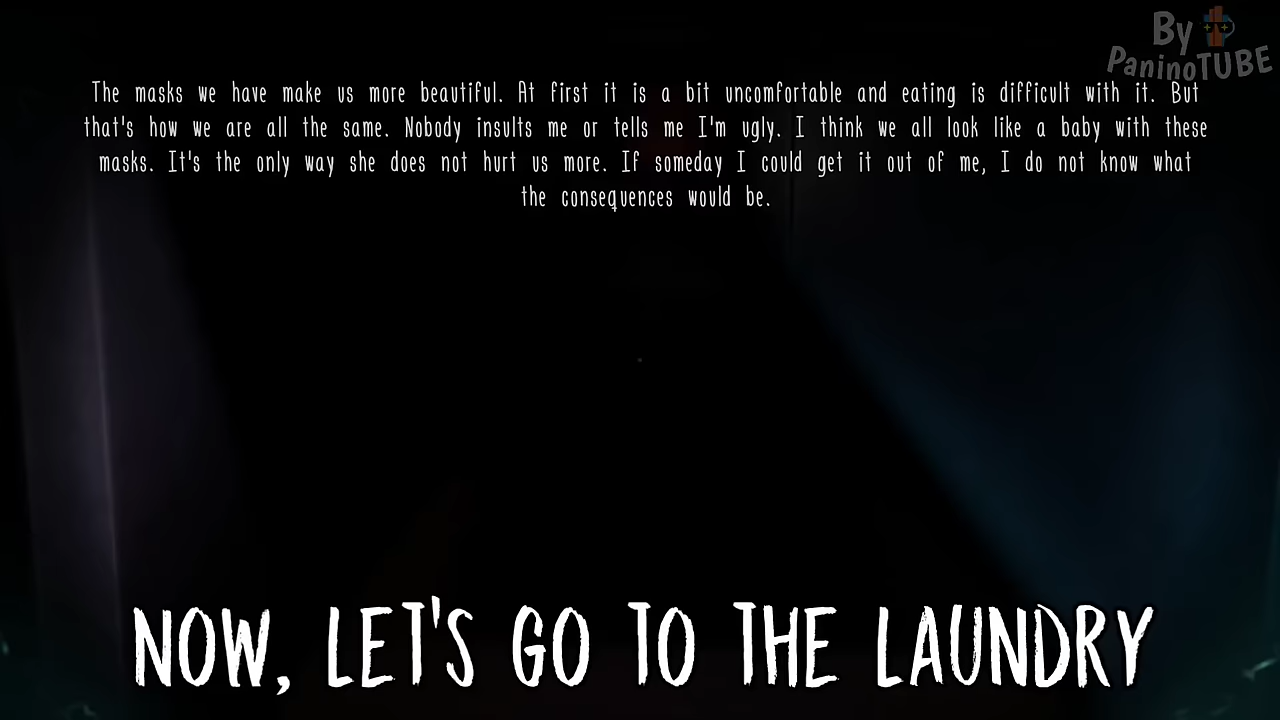 By
PaninoTUBE
The masks we have make us more beautiful. At first it is a bit uncomfortable and eating is difficult with it. But
that's how we are all the same. Nobody insults me or tells me I'm ugly. I think we all look like a baby with these
masks. It's the only way she does not hurt us more. If someday I could get it out of me, I do not know what
the consequences would be.
NOW, LET'S GO TO THE LAUNDRY